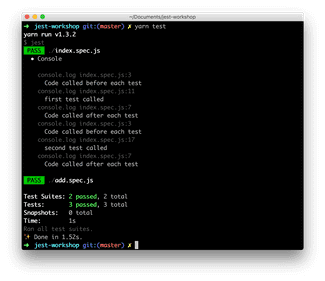 ~/Documents/jest-workshop
➜ jest-workshop git:(master) ✗ yarn test
yarn run v1.3.2
$ jest
PASS ./index.spec.js
● Console
console.log index.spec.js:3
Code called before each test
console.log index.spec.js:11
first test called
console.log index.spec.js:7
Code called after each test
console.log index.spec.js:3
Code called before each test
console.log index.spec.js:17
second test called
console.log index.spec.js:7
Code called after each test
PASS ./add.spec.js
Test Suites: 2 passed, 2 total
Tests: 3 passed, 3 total
Snapshots: 0 total
Time: 1s
Ran all test suites.
✨ Done in 1.52s.
➜ jest-workshop git:(master) ✗